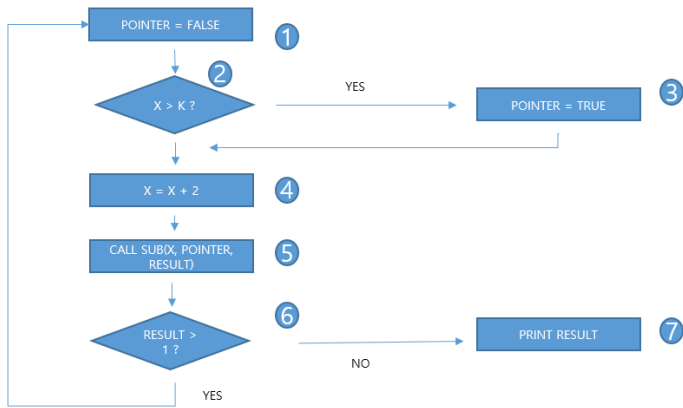 POINTER = FALSE
1
2
X > K ?
YES
POINTER = TRUE
3
X = X + 2
4
CALL SUB(X, POINTER,
RESULT)
5
6
RESULT >
1 ?
NO
PRINT RESULT
7
YES